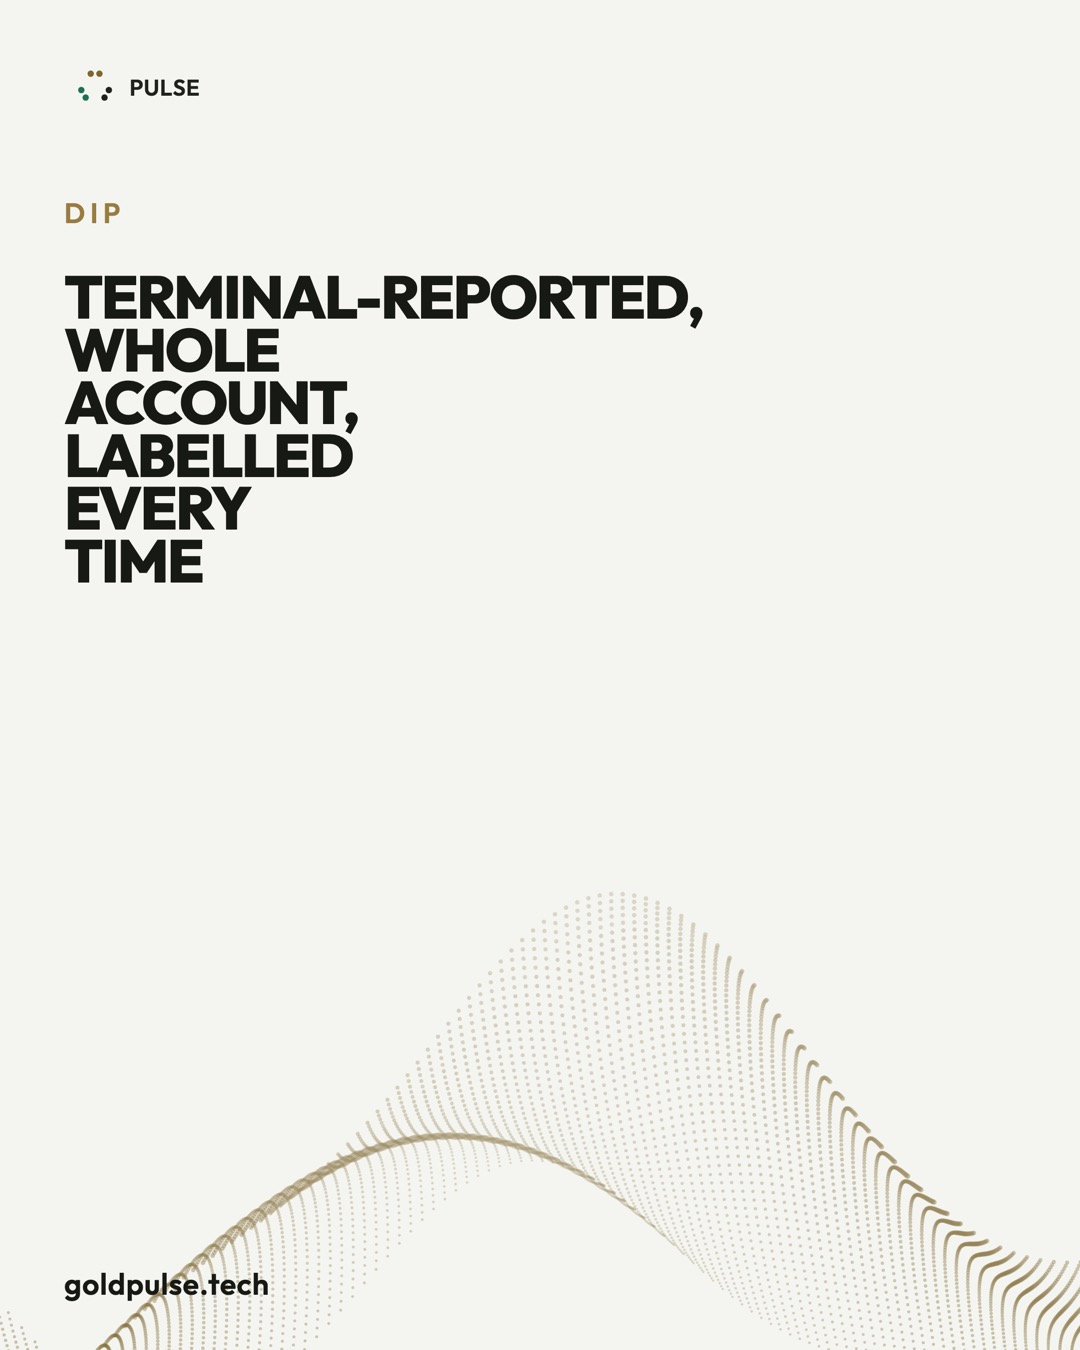 PULSE
DIP
TERMINAL-REPORTED,
WHOLE
ACCOUNT,
LABELLED
EVERY
TIME
goldpulse.tech